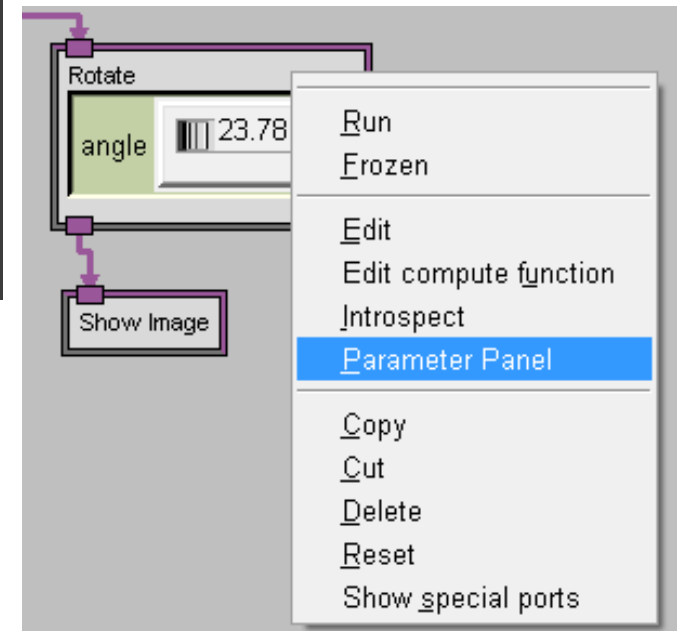 Rotate
angle
23.78
Run
Frozen
Edit
Edit compute function
Introspect
Parameter Panel
Show Image
Copy
Cut
Delete
Reset
Show special ports